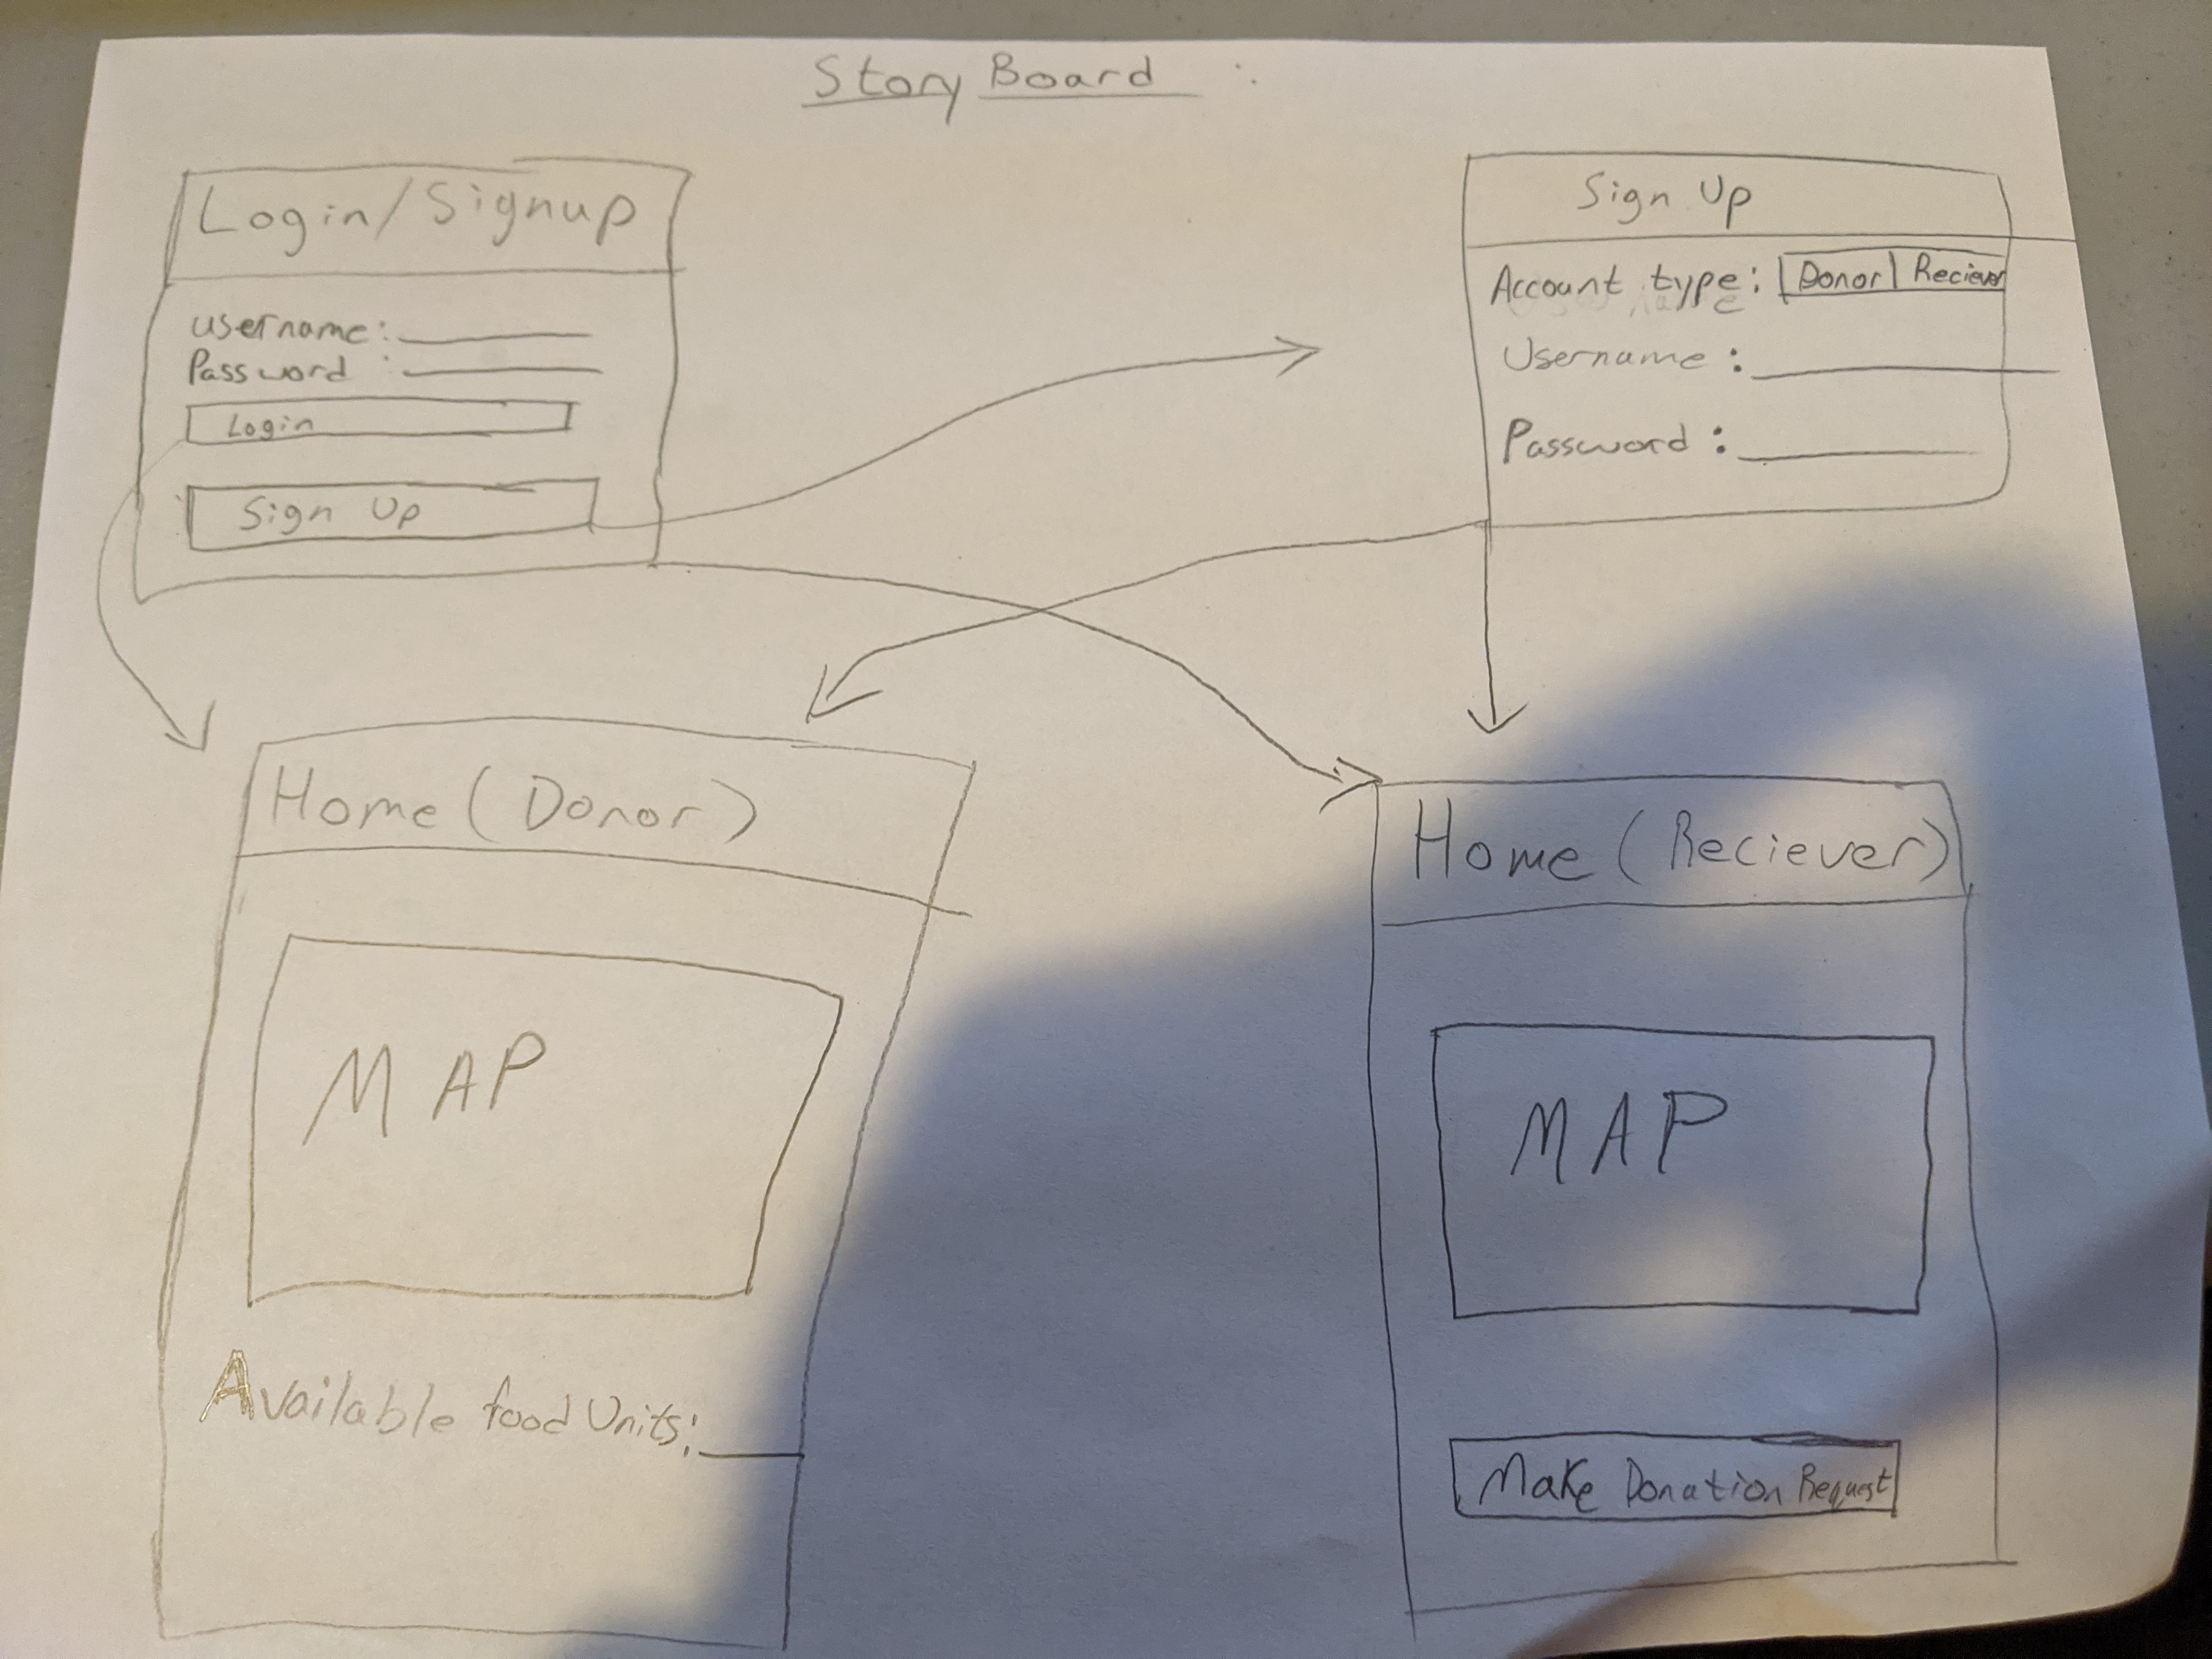 Story Board :
Login/Signup
username:
Password :
Login
Sign Up
Sign Up
Account type: Donor Reciever
Username :
Password :
Home (Donor)
MAP
Available food Units:
Home (Reciever)
MAP
Make Donation Request